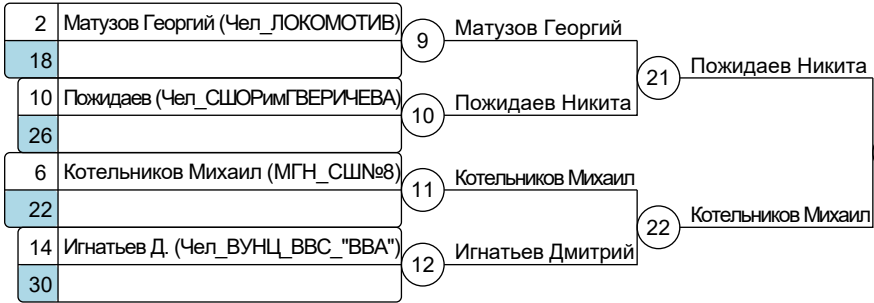 2 Матузов Георгий (Чел_ЛОКОМОТИВ)
18
9 Матузов Георгий
10 Пожидаев (Чел_СШОРимГВЕРИЧЕВА)
26
10 Пожидаев Никита
21 Пожидаев Никита
6 Котельников Михаил (МГН_СШ№8)
22
11 Котельников Михаил
14 Игнатьев Д. (Чел_ВУНЦ_ВВС_"ВВА")
30
12 Игнатьев Дмитрий
22 Котельников Михаил